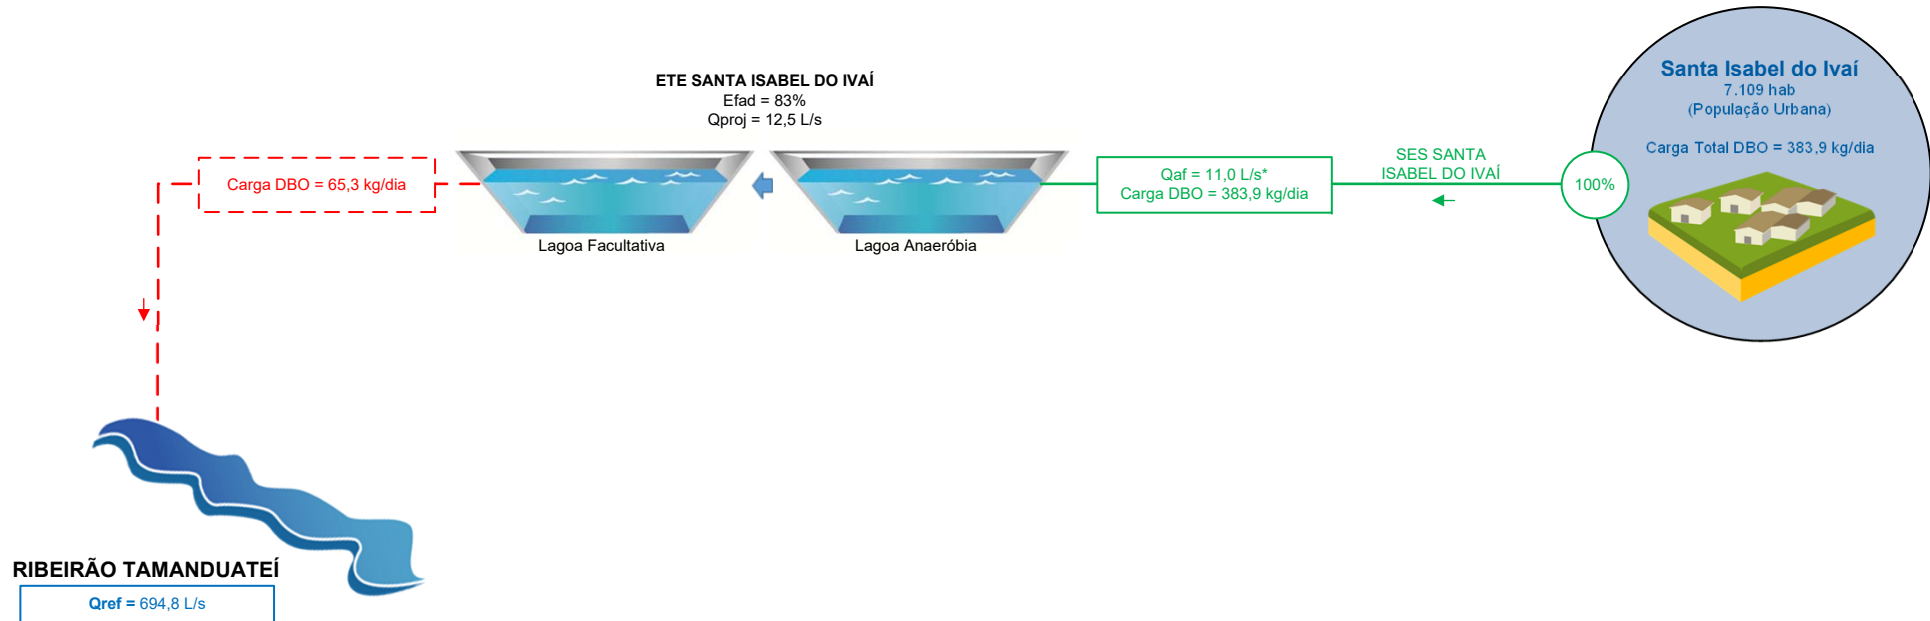 ETE SANTA ISABEL DO IVAÍ
Efad = 83%
Qproj = 12,5 L/s
Carga DBO = 65,3 kg/dia
Lagoa Facultativa
Lagoa Anaeróbia
Qaf = 11,0 L/s*
Carga DBO = 383,9 kg/dia
SES SANTA
ISABEL DO IVAÍ
100%
Santa Isabel do Ivaí
7.109 hab
(População Urbana)
Carga Total DBO = 383,9 kg/dia
RIBEIRÃO TAMANDUATEÍ
Qref = 694,8 L/s